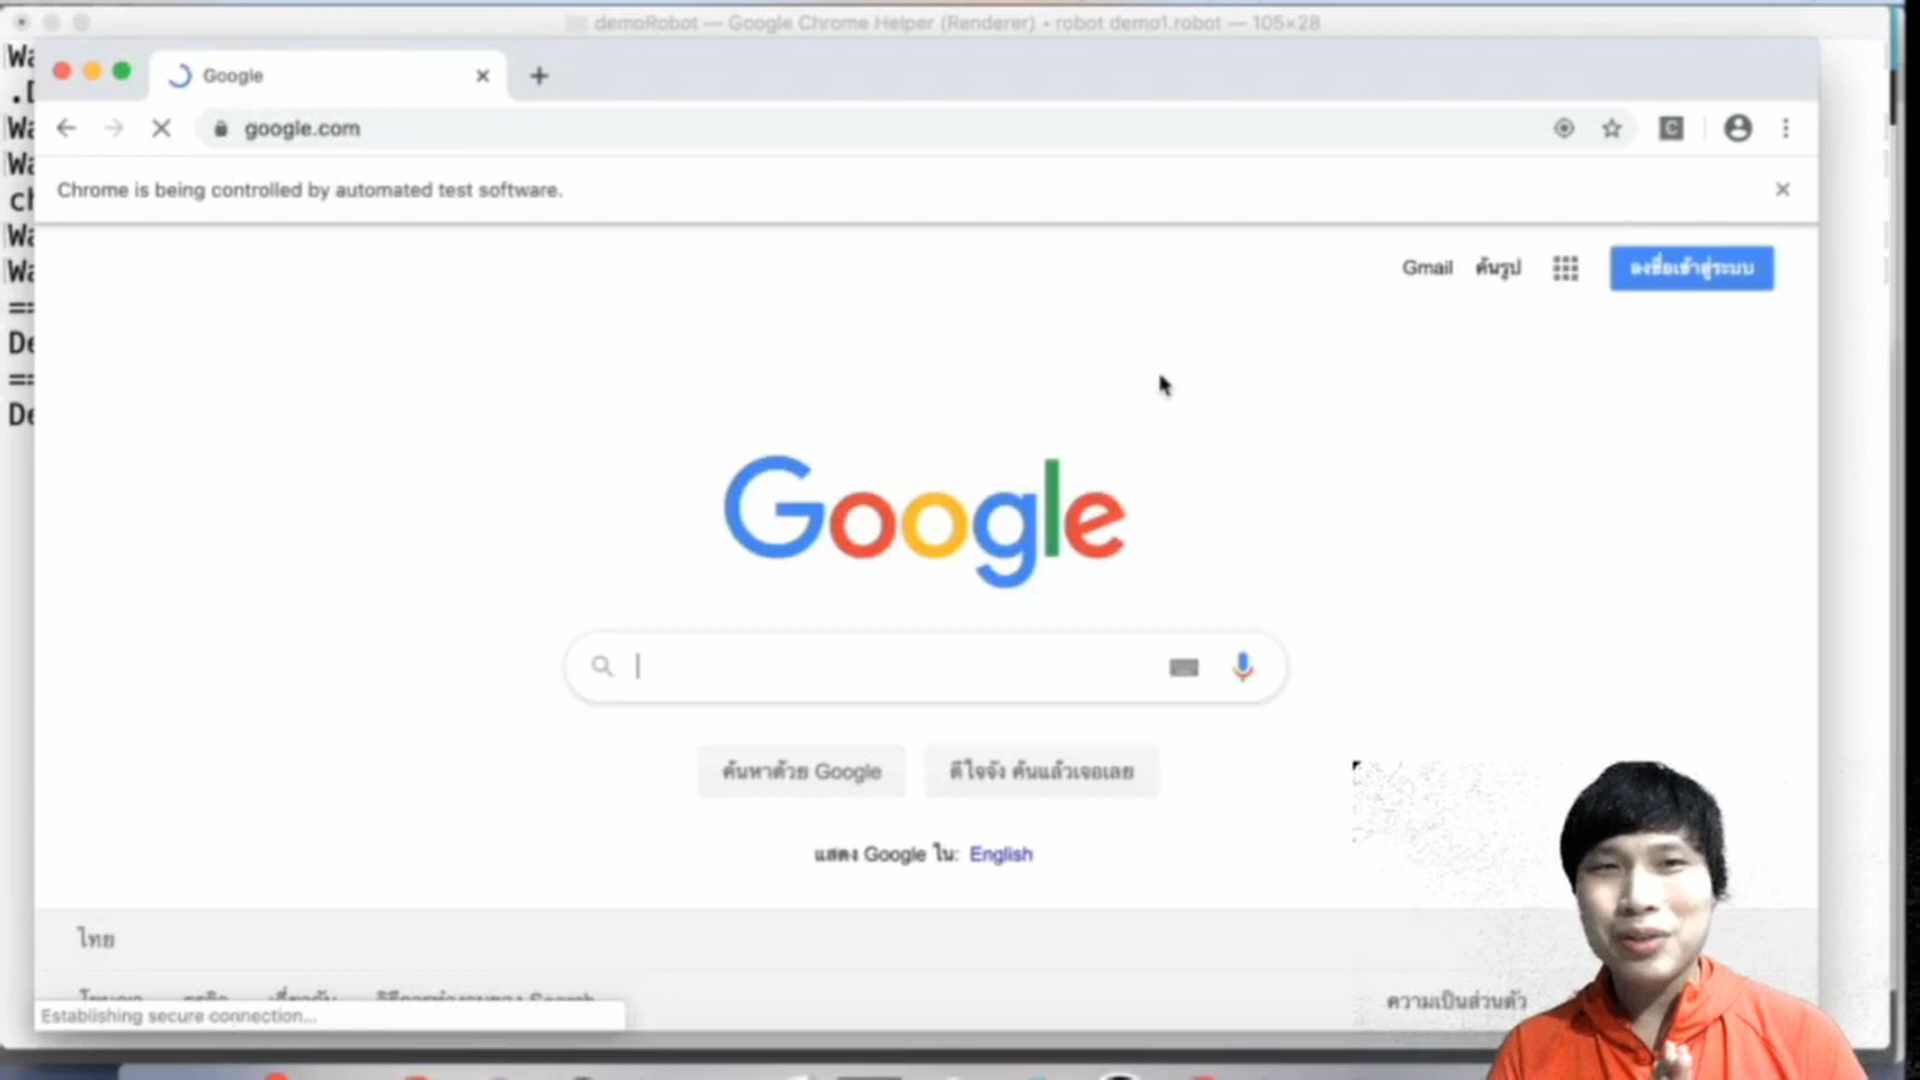 demoRobot — Google Chrome Helper (Renderer) - robot demo1.robot — 105×28
Google
google.com
Chrome is being controlled by automated test software.
Gmail ค้นรูป ลงชื่อเข้าสู่ระบบ
Google
ค้นหาด้วย Google ดีใจจัง ค้นแล้วเจอเลย
แสดง Google ใน: English
ไทย
ความเป็นส่วนตัว
Establishing secure connection...